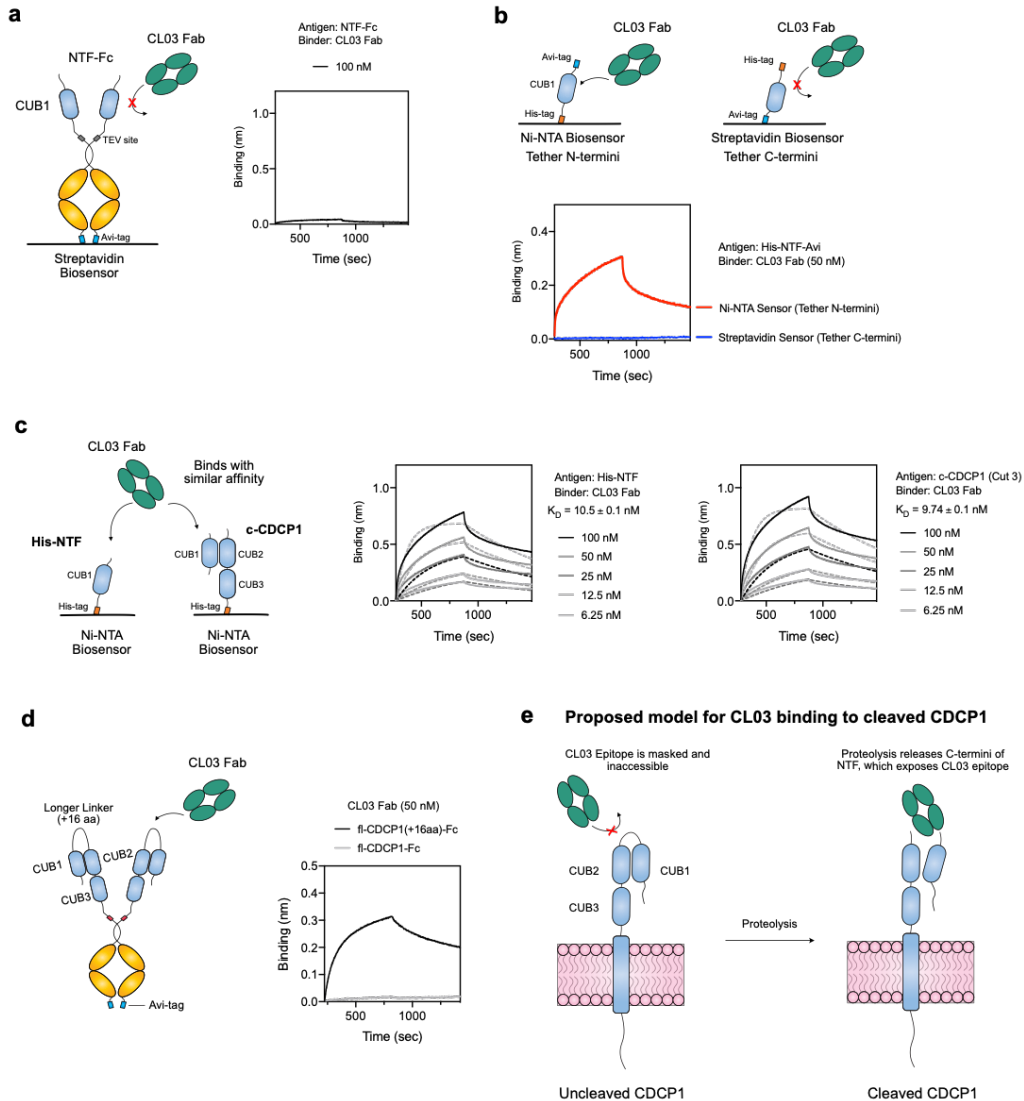 a
NTF-Fc
CL03 Fab
CUB1
TEV site
Avi-tag
Streptavidin
Biosensor
Antigen: NTF-Fc
Binder: CL03 Fab
100 nM
Binding (nm)
1.0
0.5
0.0
500
1000
Time (sec)
b
CL03 Fab
Avi-tag
CUB1
His-tag
Ni-NTA Biosensor
Tether N-termini
CL03 Fab
His-tag
Avi-tag
Streptavidin Biosensor
Tether C-termini
Binding (nm)
0.4
0.2
0.0
500
1000
Time (sec)
Antigen: His-NTF-Avi
Binder: CL03 Fab (50 nM)
Ni-NTA Sensor (Tether N-termini)
Streptavidin Sensor (Tether C-termini)
c
CL03 Fab
Binds with
similar affinity
His-NTF
c-CDCP1
CUB1
His-tag
CUB1
CUB2
CUB3
His-tag
Ni-NTA
Biosensor
Ni-NTA
Biosensor
Binding (nm)
1.0
0.5
0.0
500
1000
Time (sec)
Antigen: His-NTF
Binder: CL03 Fab
KD = 10.5 ± 0.1 nM
100 nM
50 nM
25 nM
12.5 nM
6.25 nM
Binding (nm)
1.0
0.5
0.0
500
1000
Time (sec)
Antigen: c-CDCP1 (Cut 3)
Binder: CL03 Fab
KD = 9.74 ± 0.1 nM
100 nM
50 nM
25 nM
12.5 nM
6.25 nM
d
CL03 Fab
Longer Linker
(+16 aa)
CUB1
CUB2
CUB3
Avi-tag
CL03 Fab (50 nM)
fl-CDCP1(+16aa)-Fc
fl-CDCP1-Fc
Binding (nm)
0.5
0.4
0.3
0.2
0.1
0.0
500
1000
Time (sec)
e
Proposed model for CL03 binding to cleaved CDCP1
CL03 Epitope is masked and
inaccessible
CUB2
CUB1
CUB3
Proteolysis
Uncleaved CDCP1
Proteolysis releases C-termini of
NTF, which exposes CL03 epitope
Cleaved CDCP1